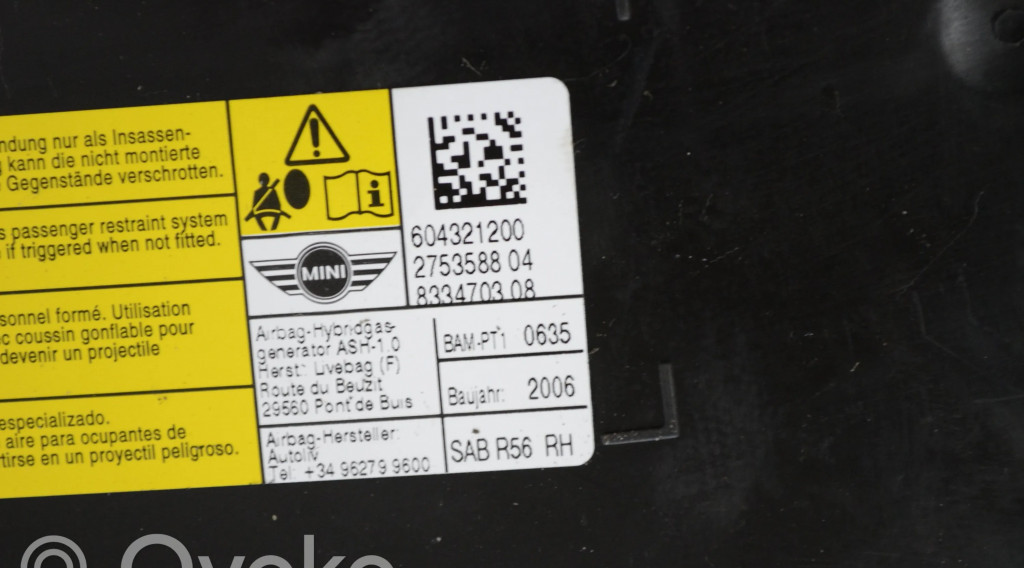 ndung nur als Insassen-
kann die nicht montierte
Gegenstände verschrotten.
s passenger restraint system
if triggered when not fitted.
sonnel formé. Utilisation
ec coussin gonflable pour
devenir un projectile
especializado.
aire para ocupantes de
rtirse en un proyectil peligroso.
i
MINI
604321200
2753588 04
8334703 08
Airbag-Hybridgas-
generator ASH-1.0
Herst.: Livebag (F)
Route du Beuzit
29560 Pont de Buis
BAM-PT1 0635
Baujahr: 2006
Airbag-Hersteller:
Autoliv
Tel: +34 96279 9600
SAB R56 RH
© Ovoko